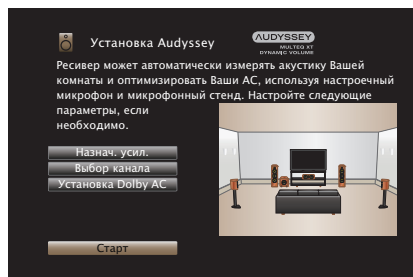 Установка Audyssey
AUDYSSEY
MULTEQ XT
DYNAMIC VOLUME
Ресивер может автоматически измерять акустику Вашей
комнаты и оптимизировать Ваши АС, используя настроечный
микрофон и микрофонный стенд. Настройте следующие
параметры, если
необходимо.
Назнач. усил.
Выбор канала
Установка Dolby АС
Старт